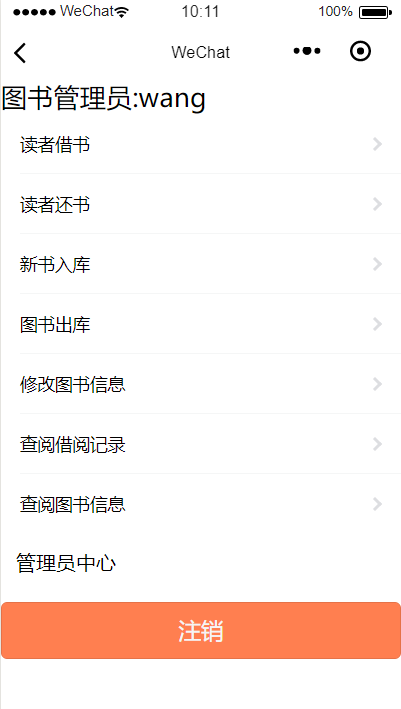 ●●●●● WeChat 10:11 100%
WeChat
图书管理员:wang
读者借书
读者还书
新书入库
图书出库
修改图书信息
查阅借阅记录
查阅图书信息
管理员中心
注销